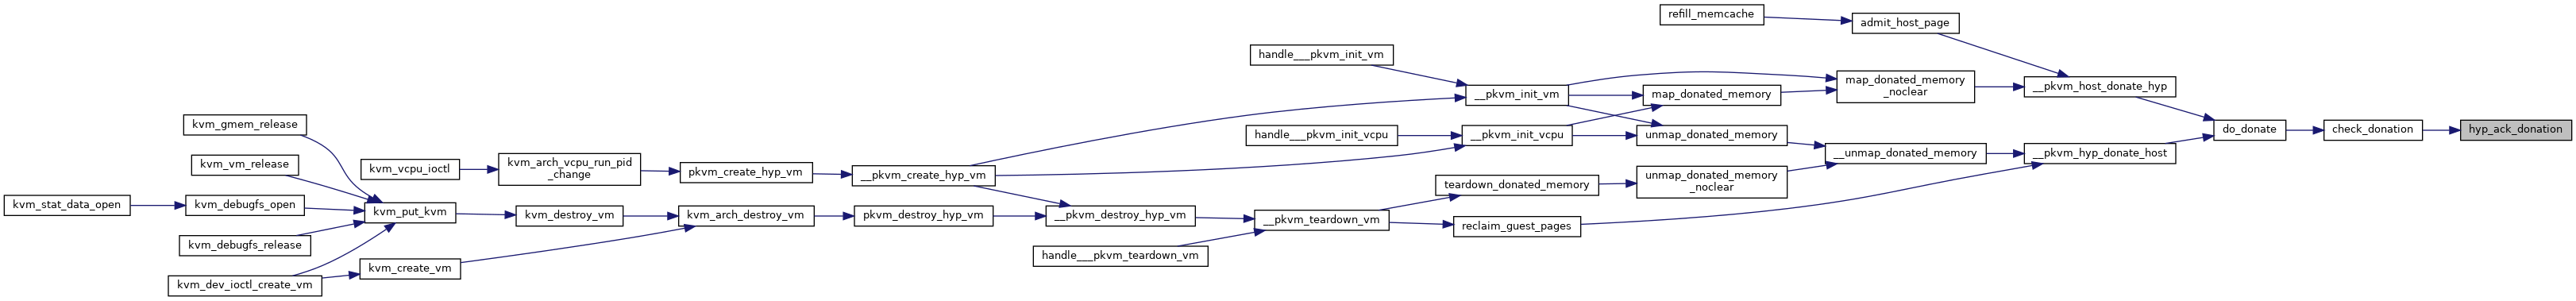 refill_memcache
admit_host_page
handle___pkvm_init_vm
map_donated_memory
_noclear
__pkvm_host_donate_hyp
__pkvm_init_vm
map_donated_memory
kvm_gmem_release
handle___pkvm_init_vcpu
__pkvm_init_vcpu
unmap_donated_memory
do_donate
check_donation
hyp_ack_donation
kvm_vm_release
kvm_vcpu_ioctl
kvm_arch_vcpu_run_pid
_change
pkvm_create_hyp_vm
__pkvm_create_hyp_vm
__unmap_donated_memory
__pkvm_hyp_donate_host
teardown_donated_memory
unmap_donated_memory
_noclear
kvm_stat_data_open
kvm_debugfs_open
kvm_put_kvm
kvm_destroy_vm
kvm_arch_destroy_vm
pkvm_destroy_hyp_vm
__pkvm_destroy_hyp_vm
__pkvm_teardown_vm
reclaim_guest_pages
kvm_debugfs_release
handle___pkvm_teardown_vm
kvm_create_vm
kvm_dev_ioctl_create_vm